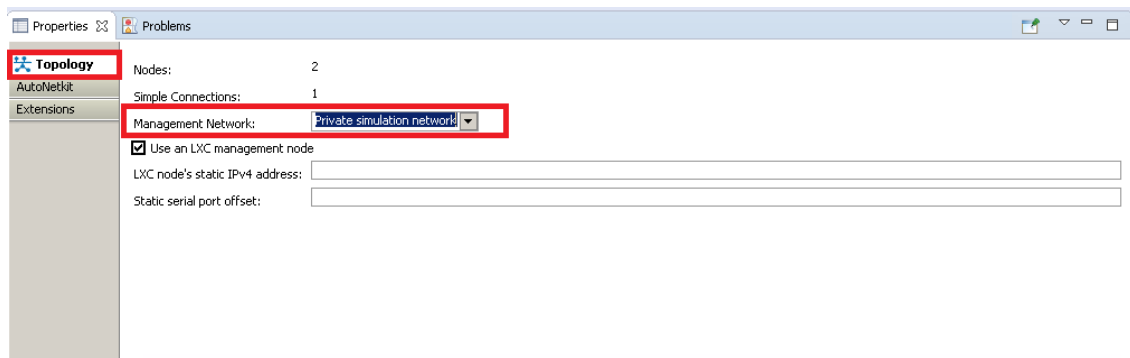 Properties Problems
Topology
AutoNetkit
Extensions
Nodes: 2
Simple Connections: 1
Management Network: Private simulation network
Use an LXC management node
LXC node's static IPv4 address:
Static serial port offset: